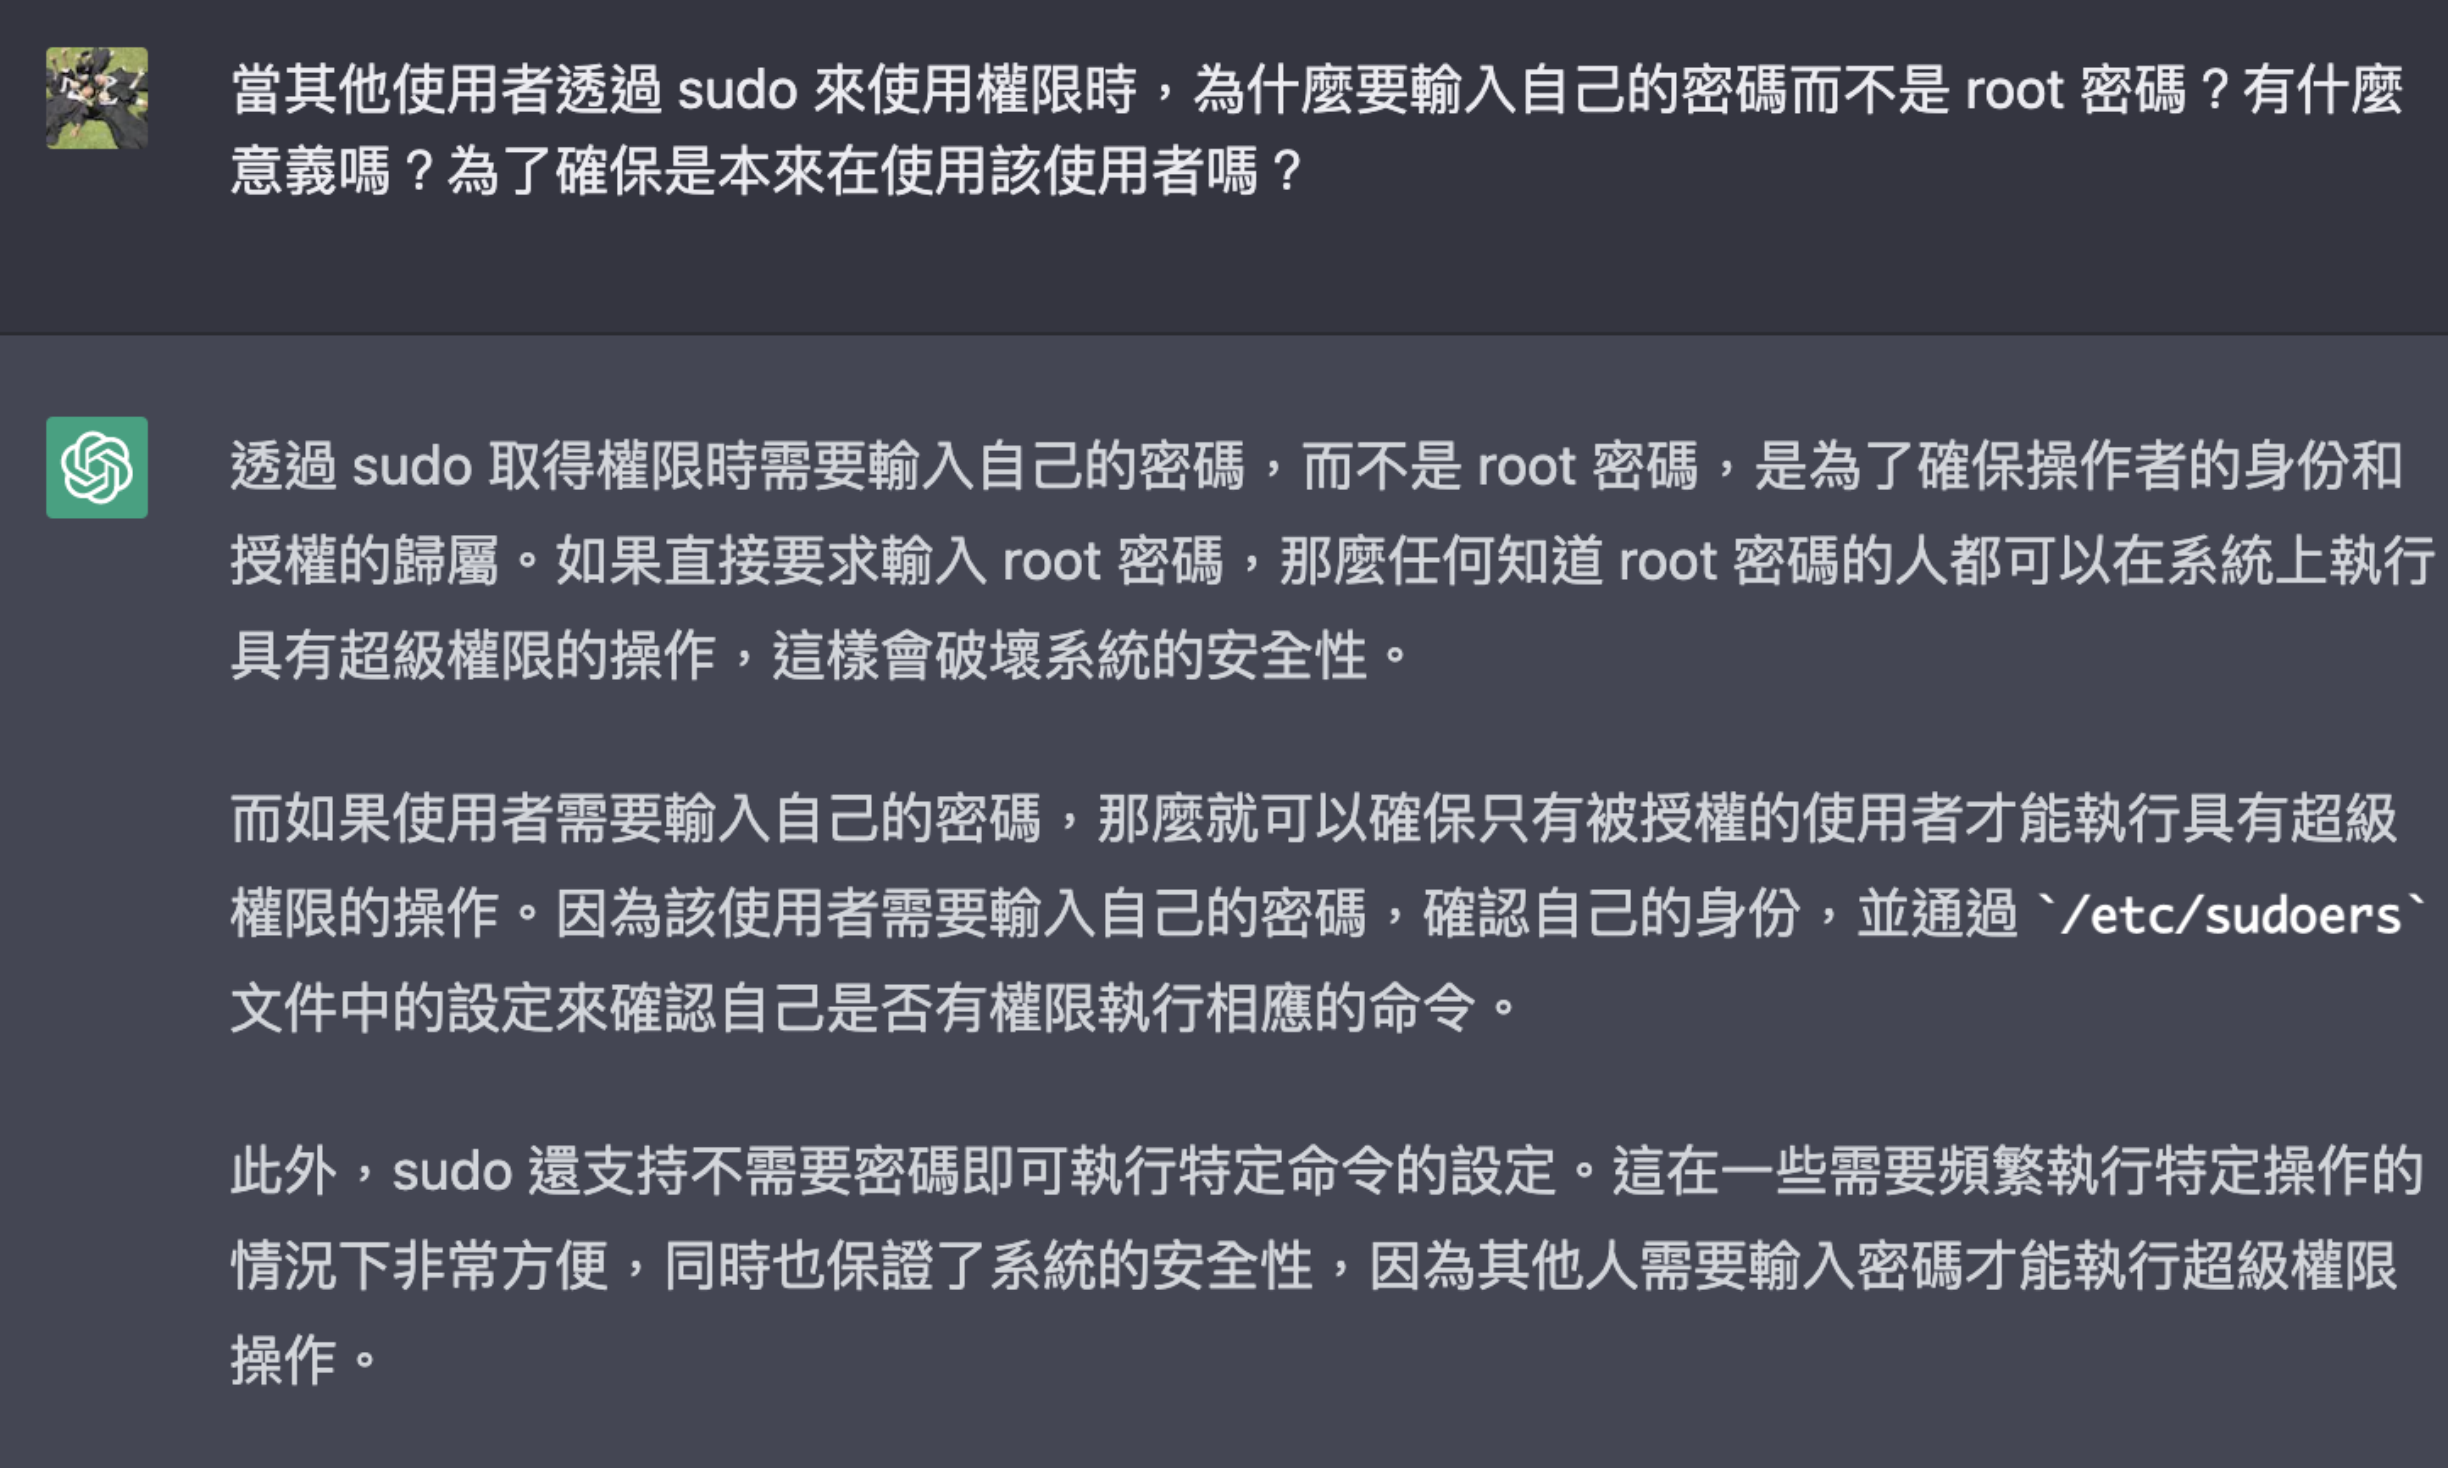 當其他使用者透過 sudo 來使用權限時，為什麼要輸入自己的密碼而不是 root 密碼？有什麼
意義嗎？為了確保是本來在使用該使用者嗎？
透過 sudo 取得權限時需要輸入自己的密碼，而不是 root 密碼，是為了確保操作者的身份和
授權的歸屬。如果直接要求輸入 root 密碼，那麼任何知道 root 密碼的人都可以在系統上執行
具有超級權限的操作，這樣會破壞系統的安全性。
而如果使用者需要輸入自己的密碼，那麼就可以確保只有被授權的使用者才能執行具有超級
權限的操作。因為該使用者需要輸入自己的密碼，確認自己的身份，並通過 `/etc/sudoers`
文件中的設定來確認自己是否有權限執行相應的命令。
此外，sudo 還支持不需要密碼即可執行特定命令的設定。這在一些需要頻繁執行特定操作的
情況下非常方便，同時也保證了系統的安全性，因為其他人需要輸入密碼才能執行超級權限
操作。